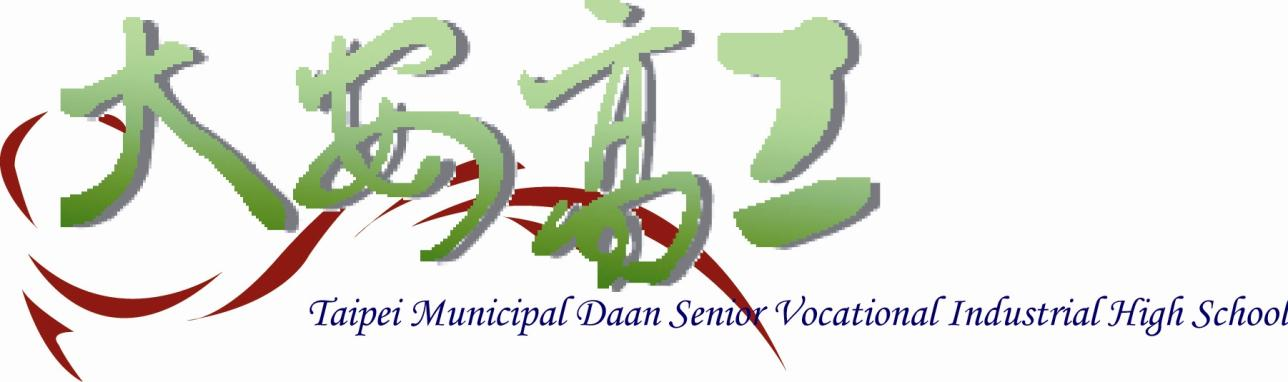 大安高工
Taipei Municipal Daan Senior Vocational Industrial High School